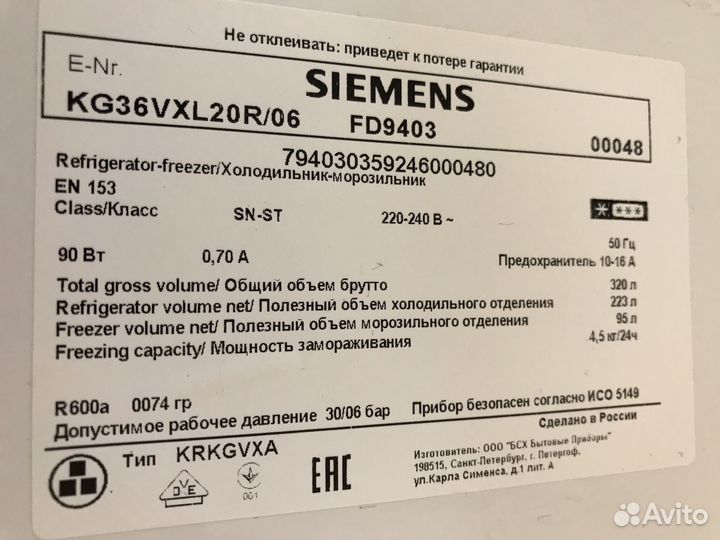 Не отклеивать: приведет к потере гарантии
E-Nr. SIEMENS
KG36VXL20R/06 FD9403 00048
794030359246000480
Refrigerator-freezer/Холодильник-морозильник
EN 153
Class/Класс SN-ST 220-240 В ~
50 Гц
90 Вт 0,70 А Предохранитель 10-16 А
Total gross volume/ Общий объем брутто 320 л
Refrigerator volume net/ Полезный объем холодильного отделения 223 л
Freezer volume net/ Полезный объем морозильного отделения 95 л
Freezing capacity/ Мощность замораживания 4,5 кг/24ч
R600a 0074 гр
Допустимое рабочее давление 30/06 бар Прибор безопасен согласно ИСО 5149
Сделано в России
Тип KRKGVXA
Изготовитель: ООО "БСХ Бытовые Приборы"
198515, Санкт-Петербург, г. Петергоф,
ул.Карла Сименса, д.1 лит. А
DVE
001
EAC
Avito